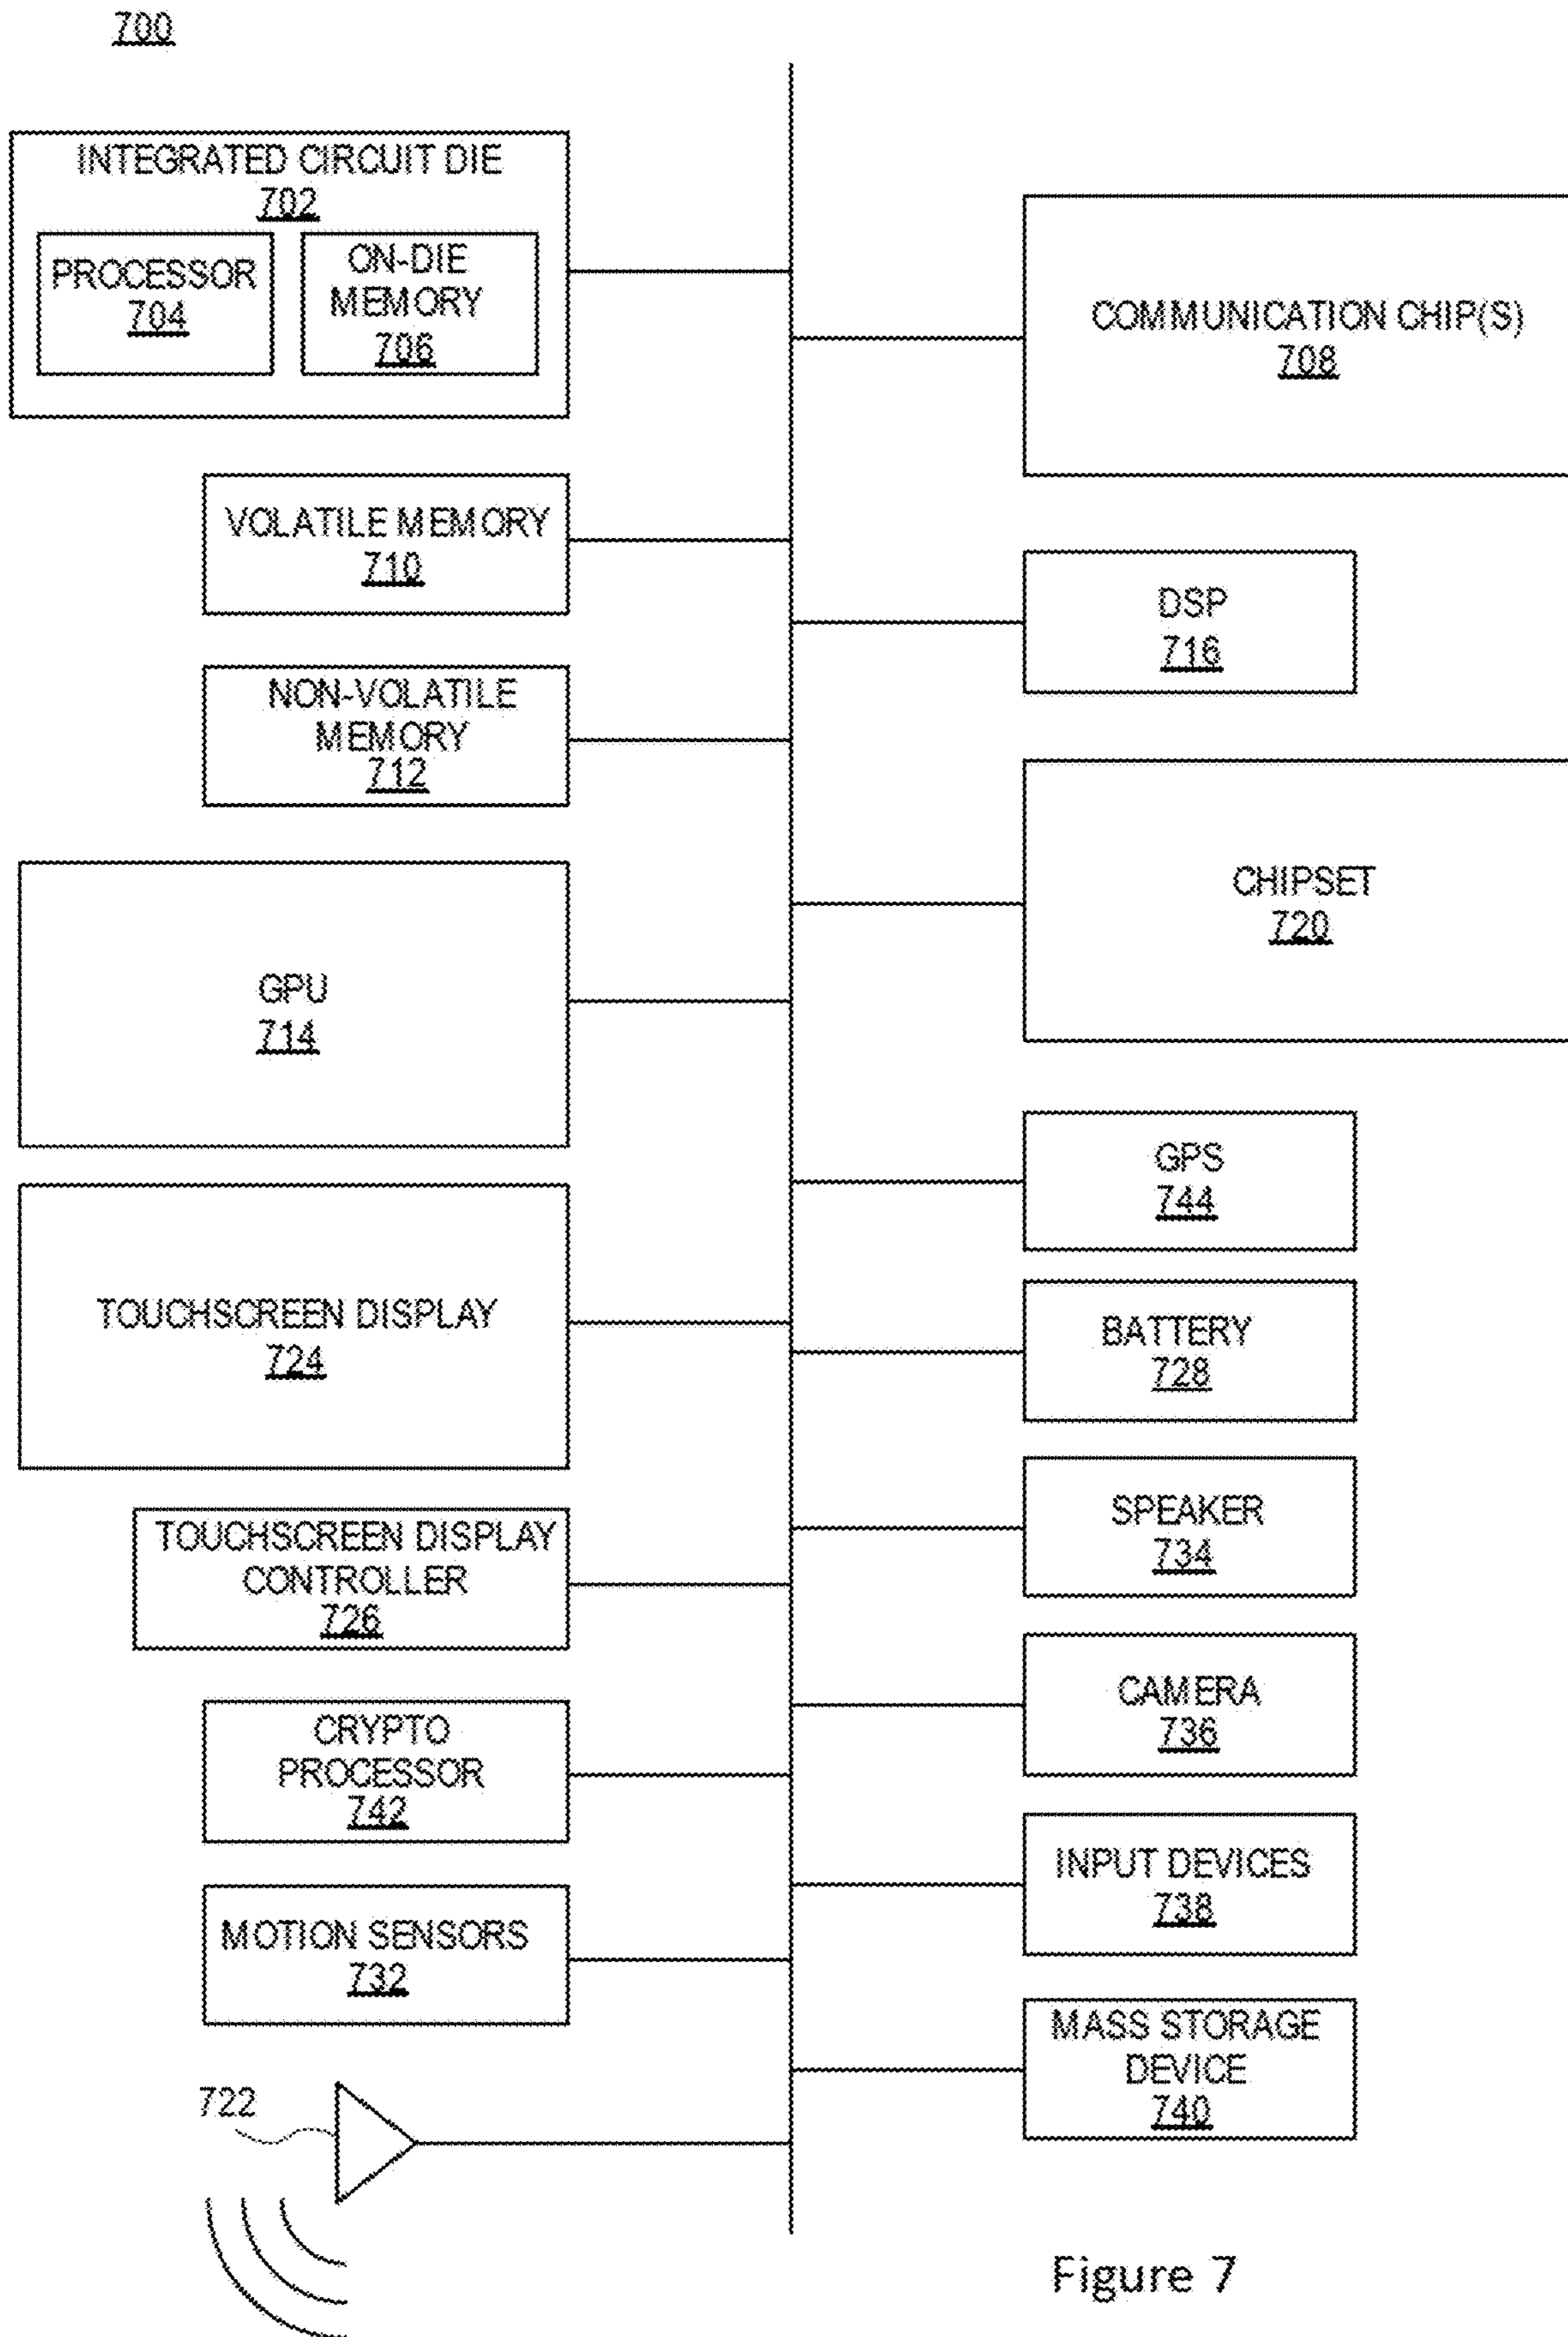 700
INTEGRATED CIRCUIT DIE
702
PROCESSOR
704
ON-DIE
MEMORY
706
VOLATILE MEMORY
710
NON-VOLATILE
MEMORY
712
GPU
714
TOUCHSCREEN DISPLAY
724
TOUCHSCREEN DISPLAY
CONTROLLER
726
CRYPTO
PROCESSOR
742
MOTION SENSORS
732
722
COMMUNICATION CHIP(S)
708
DSP
716
CHIPSET
720
GPS
744
BATTERY
728
SPEAKER
734
CAMERA
736
INPUT DEVICES
738
MASS STORAGE
DEVICE
740
Figure 7